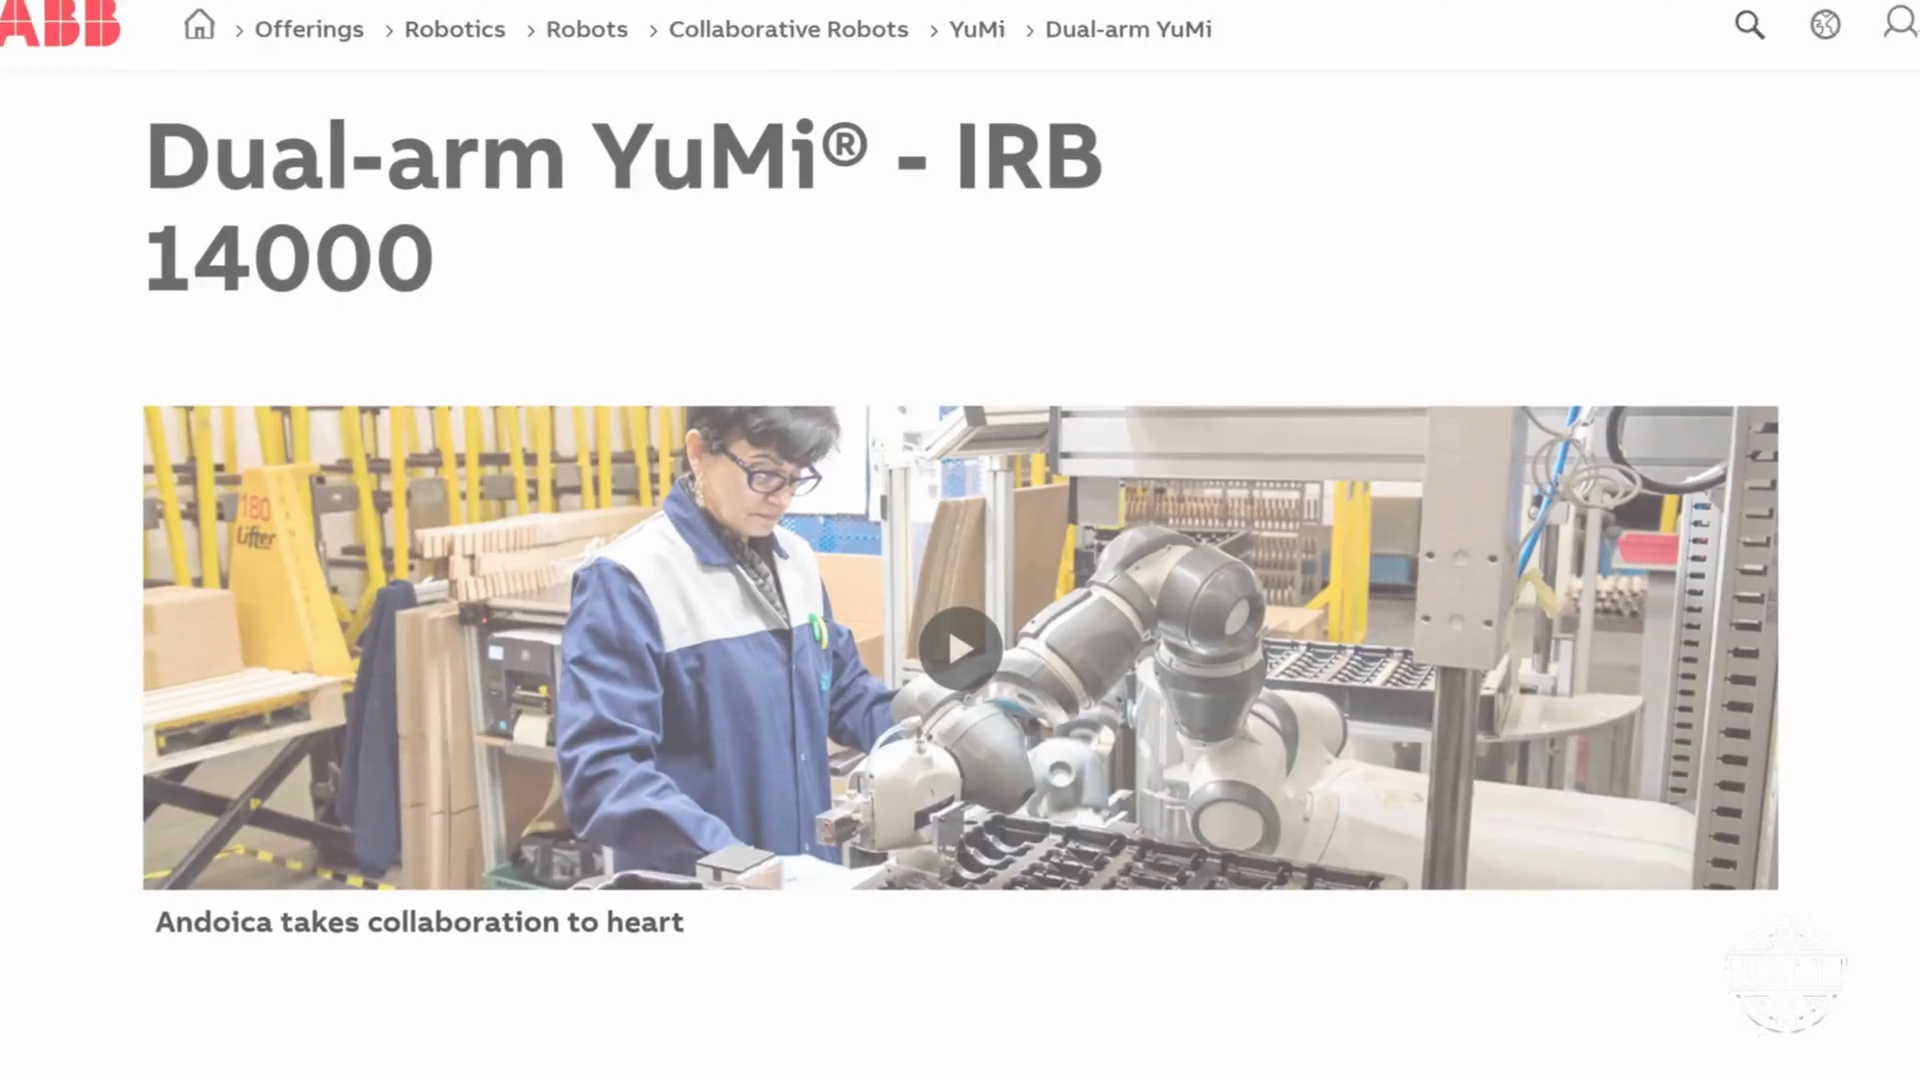 ABB
Offerings > Robotics > Robots > Collaborative Robots > YuMi > Dual-arm YuMi
Dual-arm YuMi® - IRB
14000
180
Lifter
Andoica takes collaboration to heart